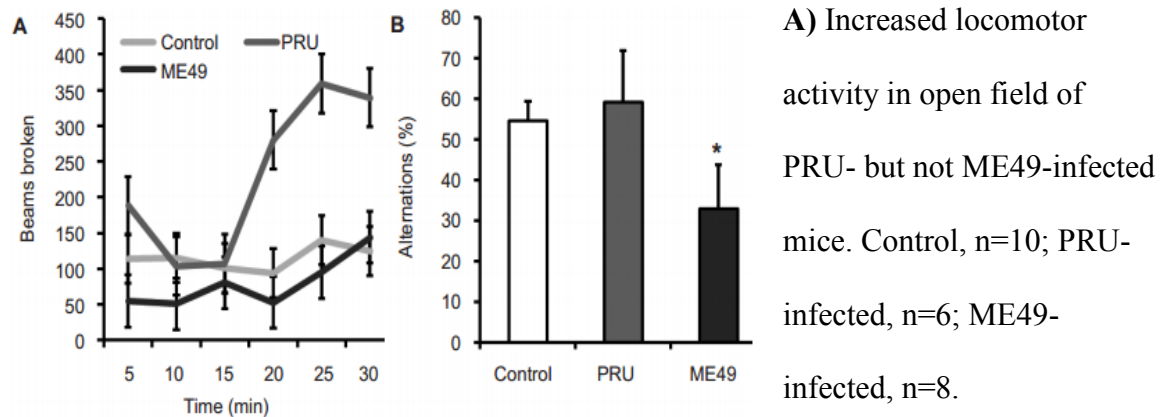 A
450
400
350
300
250
200
150
100
50
0
Beams broken
Control
PRU
ME49
5 10 15 20 25 30
Time (min)
B
80
70
60
50
40
30
20
10
0
Alternations (%)
*
Control PRU ME49
A) Increased locomotor
activity in open field of
PRU- but not ME49-infected
mice. Control, n=10; PRU-
infected, n=6; ME49-
infected, n=8.